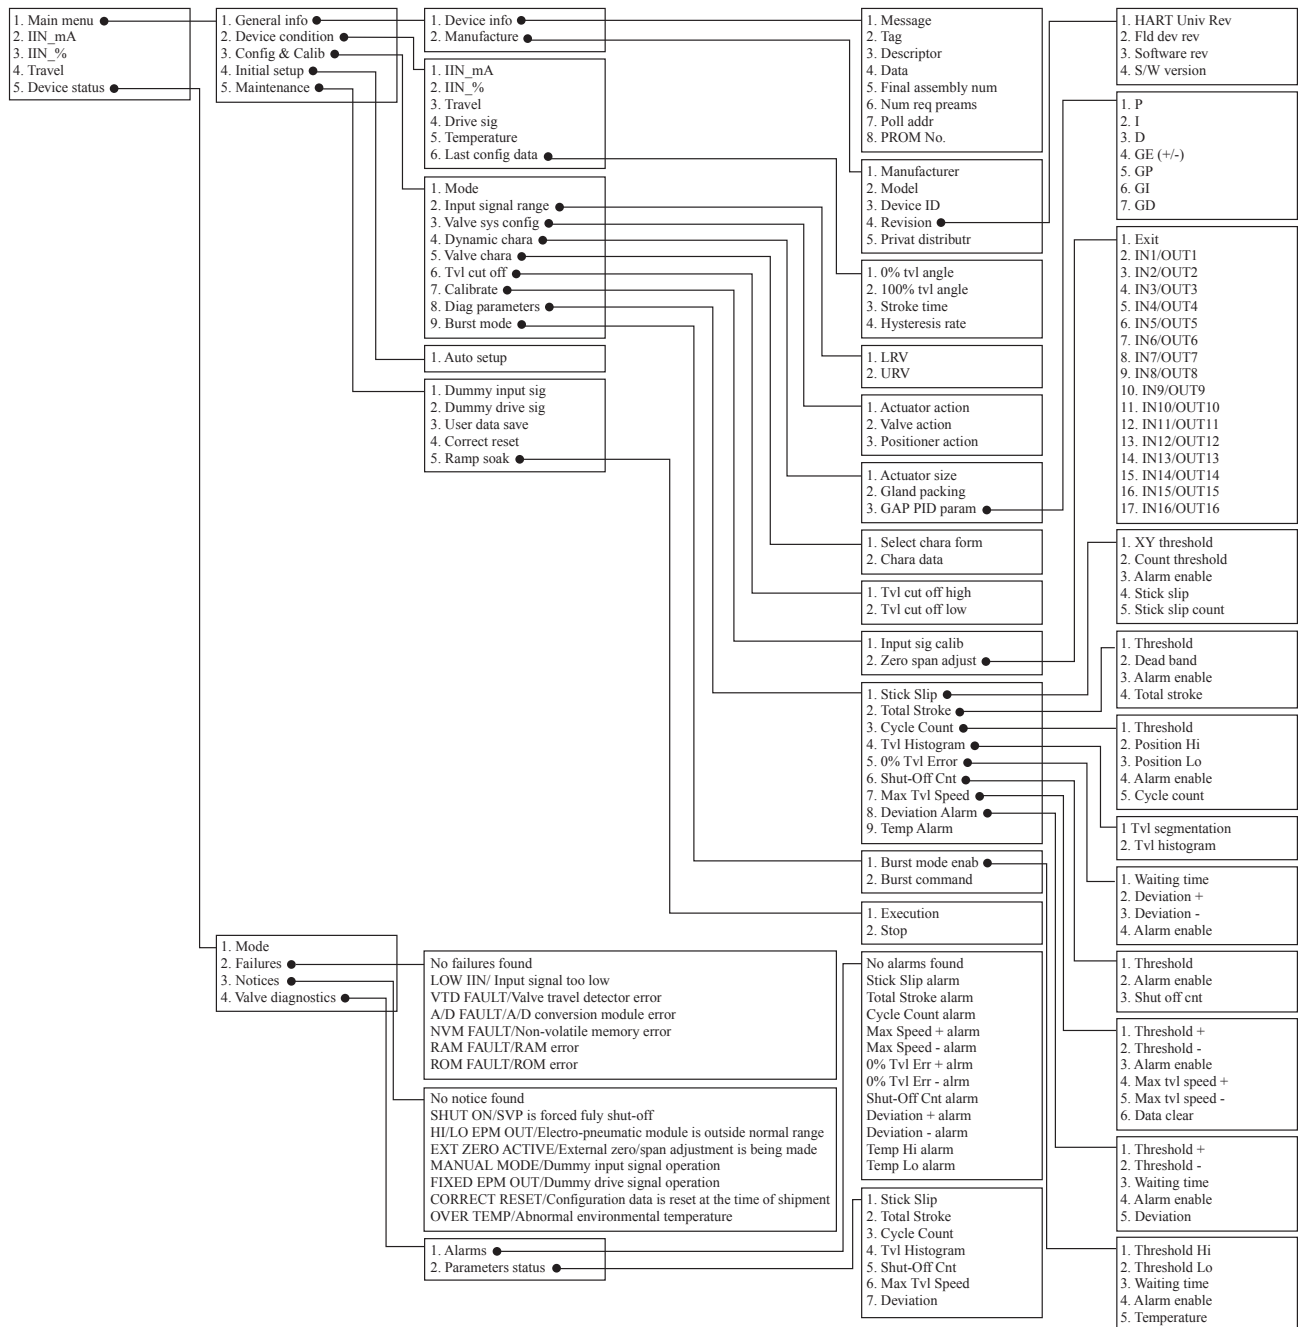 1. Main menu
2. IIN_mA
3. IIN_%
4. Travel
5. Device status
1. General info
2. Device condition
3. Config & Calib
4. Initial setup
5. Maintenance
1. Device info
2. Manufacture
1. IIN_mA
2. IIN_%
3. Travel
4. Drive sig
5. Temperature
6. Last config data
1. Mode
2. Input signal range
3. Valve sys config
4. Dynamic chara
5. Valve chara
6. Tvl cut off
7. Calibrate
8. Diag parameters
9. Burst mode
1. Auto setup
1. Dummy input sig
2. Dummy drive sig
3. User data save
4. Correct reset
5. Ramp soak
1. Message
2. Tag
3. Descriptor
4. Data
5. Final assembly num
6. Num req preams
7. Poll addr
8. PROM No.
1. Manufacturer
2. Model
3. Device ID
4. Revision
5. Privat distributr
1. 0% tvl angle
2. 100% tvl angle
3. Stroke time
4. Hysteresis rate
1. LRV
2. URV
1. Actuator action
2. Valve action
3. Positioner action
1. Actuator size
2. Gland packing
3. GAP PID param
1. Select chara form
2. Chara data
1. Tvl cut off high
2. Tvl cut off low
1. Input sig calib
2. Zero span adjust
1. Stick Slip
2. Total Stroke
3. Cycle Count
4. Tvl Histogram
5. 0% Tvl Error
6. Shut-Off Cnt
7. Max Tvl Speed
8. Deviation Alarm
9. Temp Alarm
1. Burst mode enab
2. Burst command
1. Execution
2. Stop
1. HART Univ Rev
2. Fld dev rev
3. Software rev
4. S/W version
1. P
2. I
3. D
4. GE (+/-)
5. GP
6. GI
7. GD
1. Exit
2. IN1/OUT1
3. IN2/OUT2
4. IN3/OUT3
5. IN4/OUT4
6. IN5/OUT5
7. IN6/OUT6
8. IN7/OUT7
9. IN8/OUT8
10. IN9/OUT9
11. IN10/OUT10
12. IN11/OUT11
13. IN12/OUT12
14. IN13/OUT13
15. IN14/OUT14
16. IN15/OUT15
17. IN16/OUT16
1. XY threshold
2. Count threshold
3. Alarm enable
4. Stick slip
5. Stick slip count
1. Threshold
2. Dead band
3. Alarm enable
4. Total stroke
1. Threshold
2. Position Hi
3. Position Lo
4. Alarm enable
5. Cycle count
1 Tvl segmentation
2. Tvl histogram
1. Waiting time
2. Deviation +
3. Deviation -
4. Alarm enable
1. Threshold
2. Alarm enable
3. Shut off cnt
1. Threshold +
2. Threshold -
3. Alarm enable
4. Max tvl speed +
5. Max tvl speed -
6. Data clear
1. Threshold +
2. Threshold -
3. Waiting time
4. Alarm enable
5. Deviation
1. Threshold Hi
2. Threshold Lo
3. Waiting time
4. Alarm enable
5. Temperature
1. Mode
2. Failures
3. Notices
4. Valve diagnostics
No failures found
LOW IIN/ Input signal too low
VTD FAULT/Valve travel detector error
A/D FAULT/A/D conversion module error
NVM FAULT/Non-volatile memory error
RAM FAULT/RAM error
ROM FAULT/ROM error
No notice found
SHUT ON/SVP is forced fuly shut-off
HI/LO EPM OUT/Electro-pneumatic module is outside normal range
EXT ZERO ACTIVE/External zero/span adjustment is being made
MANUAL MODE/Dummy input signal operation
FIXED EPM OUT/Dummy drive signal operation
CORRECT RESET/Configuration data is reset at the time of shipment
OVER TEMP/Abnormal environmental temperature
1. Alarms
2. Parameters status
No alarms found
Stick Slip alarm
Total Stroke alarm
Cycle Count alarm
Max Speed + alarm
Max Speed - alarm
0% Tvl Err + alrm
0% Tvl Err - alrm
Shut-Off Cnt alarm
Deviation + alarm
Deviation - alarm
Temp Hi alarm
Temp Lo alarm
1. Stick Slip
2. Total Stroke
3. Cycle Count
4. Tvl Histogram
5. Shut-Off Cnt
6. Max Tvl Speed
7. Deviation